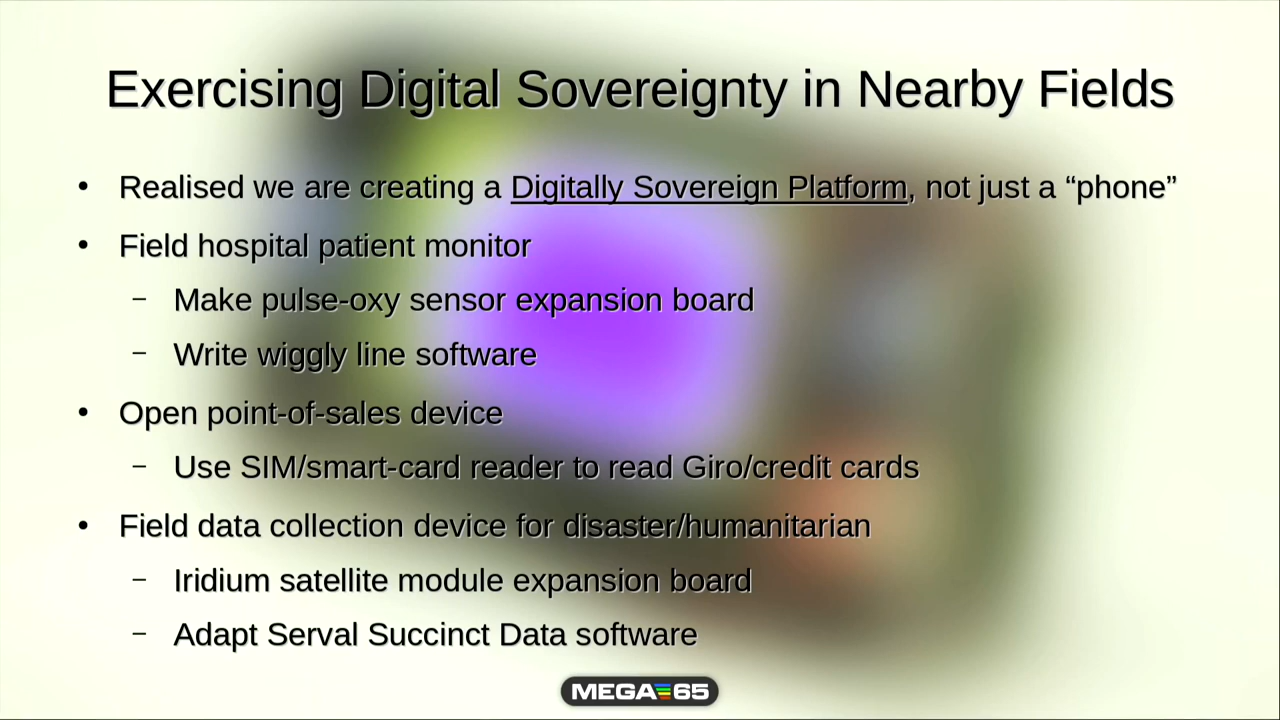 Exercising Digital Sovereignty in Nearby Fields
• Realised we are creating a Digitally Sovereign Platform, not just a “phone”
• Field hospital patient monitor
– Make pulse-oxy sensor expansion board
– Write wiggly line software
• Open point-of-sales device
– Use SIM/smart-card reader to read Giro/credit cards
• Field data collection device for disaster/humanitarian
– Iridium satellite module expansion board
– Adapt Serval Succinct Data software
MEGA 65